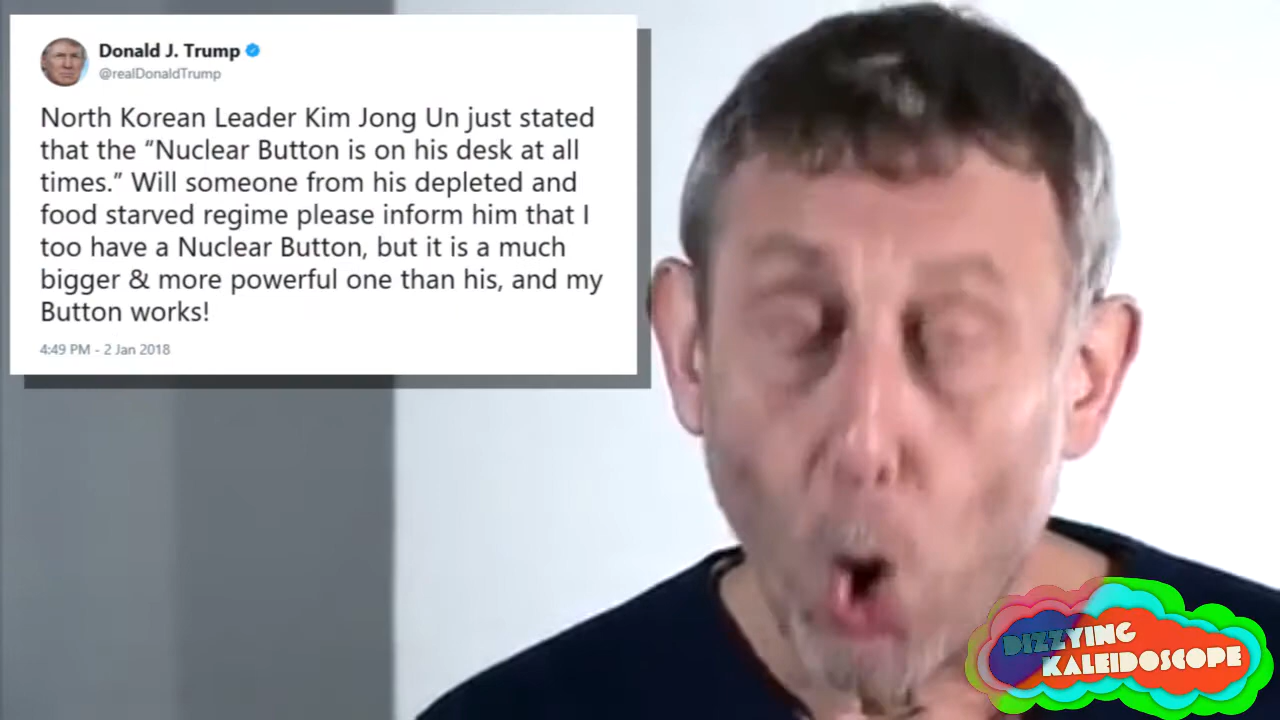 Donald J. Trump
@realDonaldTrump
North Korean Leader Kim Jong Un just stated
that the “Nuclear Button is on his desk at all
times.” Will someone from his depleted and
food starved regime please inform him that I
too have a Nuclear Button, but it is a much
bigger & more powerful one than his, and my
Button works!
4:49 PM - 2 Jan 2018
DIZZYING
KALEIDOSCOPE